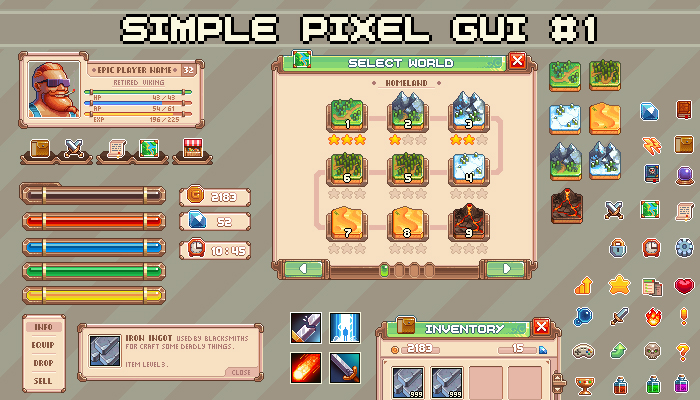 SIMPLE PIXEL GUI #1
EPIC PLAYER NAME 32
RETIRED VIKING
HP 43/43
AP 54/61
EXP 196/225
SELECT WORLD
HOMELAND
1 2 3
6 5 4
7 8 9
2183
52
10:45
INFO
EQUIP
DROP
SELL
IRON INGOT USED BY BLACKSMITHS
FOR CRAFT SOME DEADLY THINGS.
ITEM LEVEL 3.
CLOSE
INVENTORY
2183 15
999 999